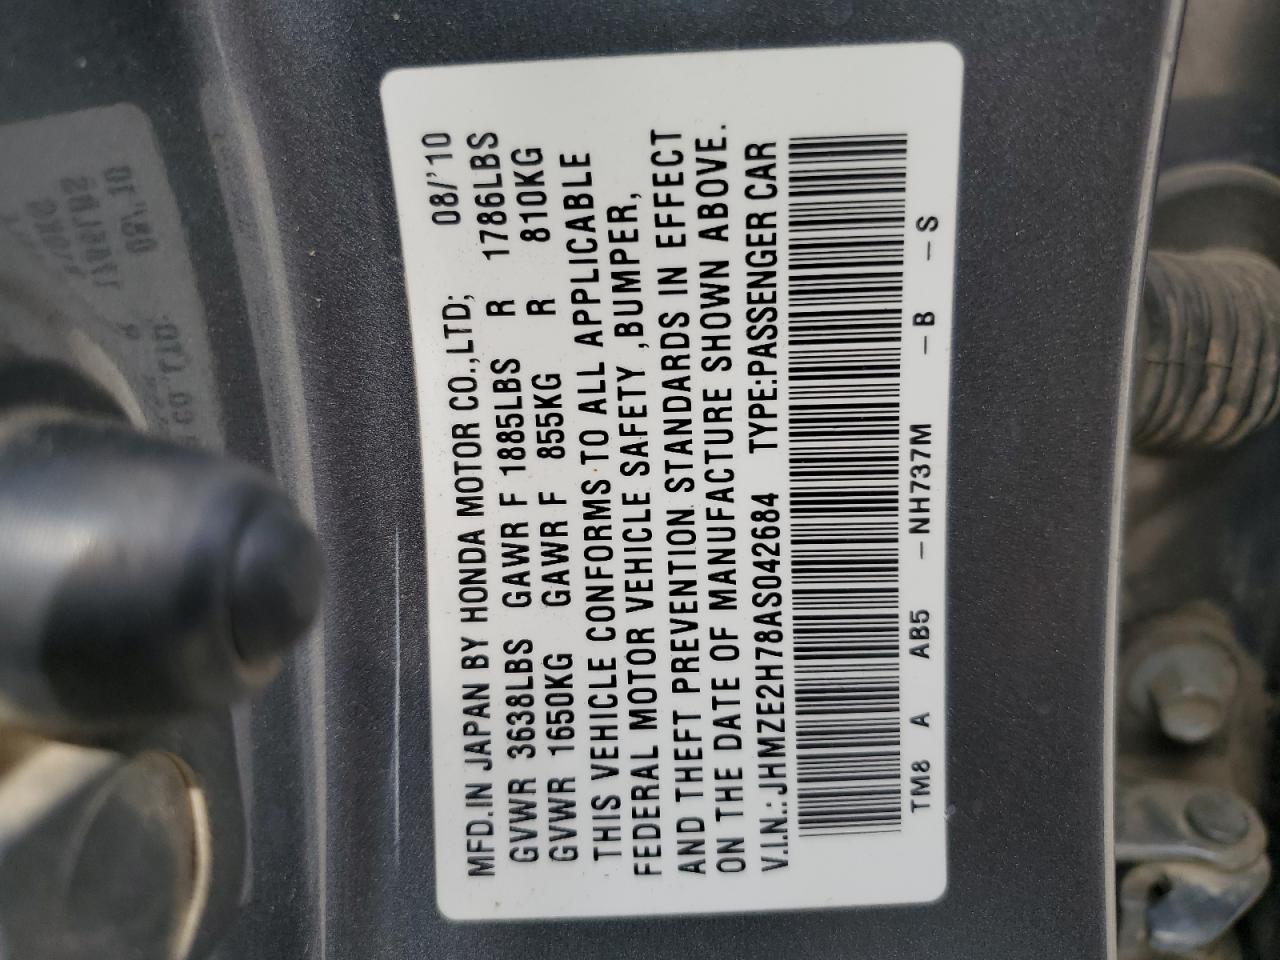 MFD.IN JAPAN BY HONDA MOTOR CO.,LTD; 08/'10
GVWR 3638LBS GAWR F 1885LBS R 1786LBS
GVWR 1650KG GAWR F 855KG R 810KG
THIS VEHICLE CONFORMS TO ALL APPLICABLE
FEDERAL MOTOR VEHICLE SAFETY ,BUMPER,
AND THEFT PREVENTION STANDARDS IN EFFECT
ON THE DATE OF MANUFACTURE SHOWN ABOVE.
V.I.N.:JHMZE2H78AS042684 TYPE:PASSENGER CAR
TM8 A AB5 -NH737M -B -S